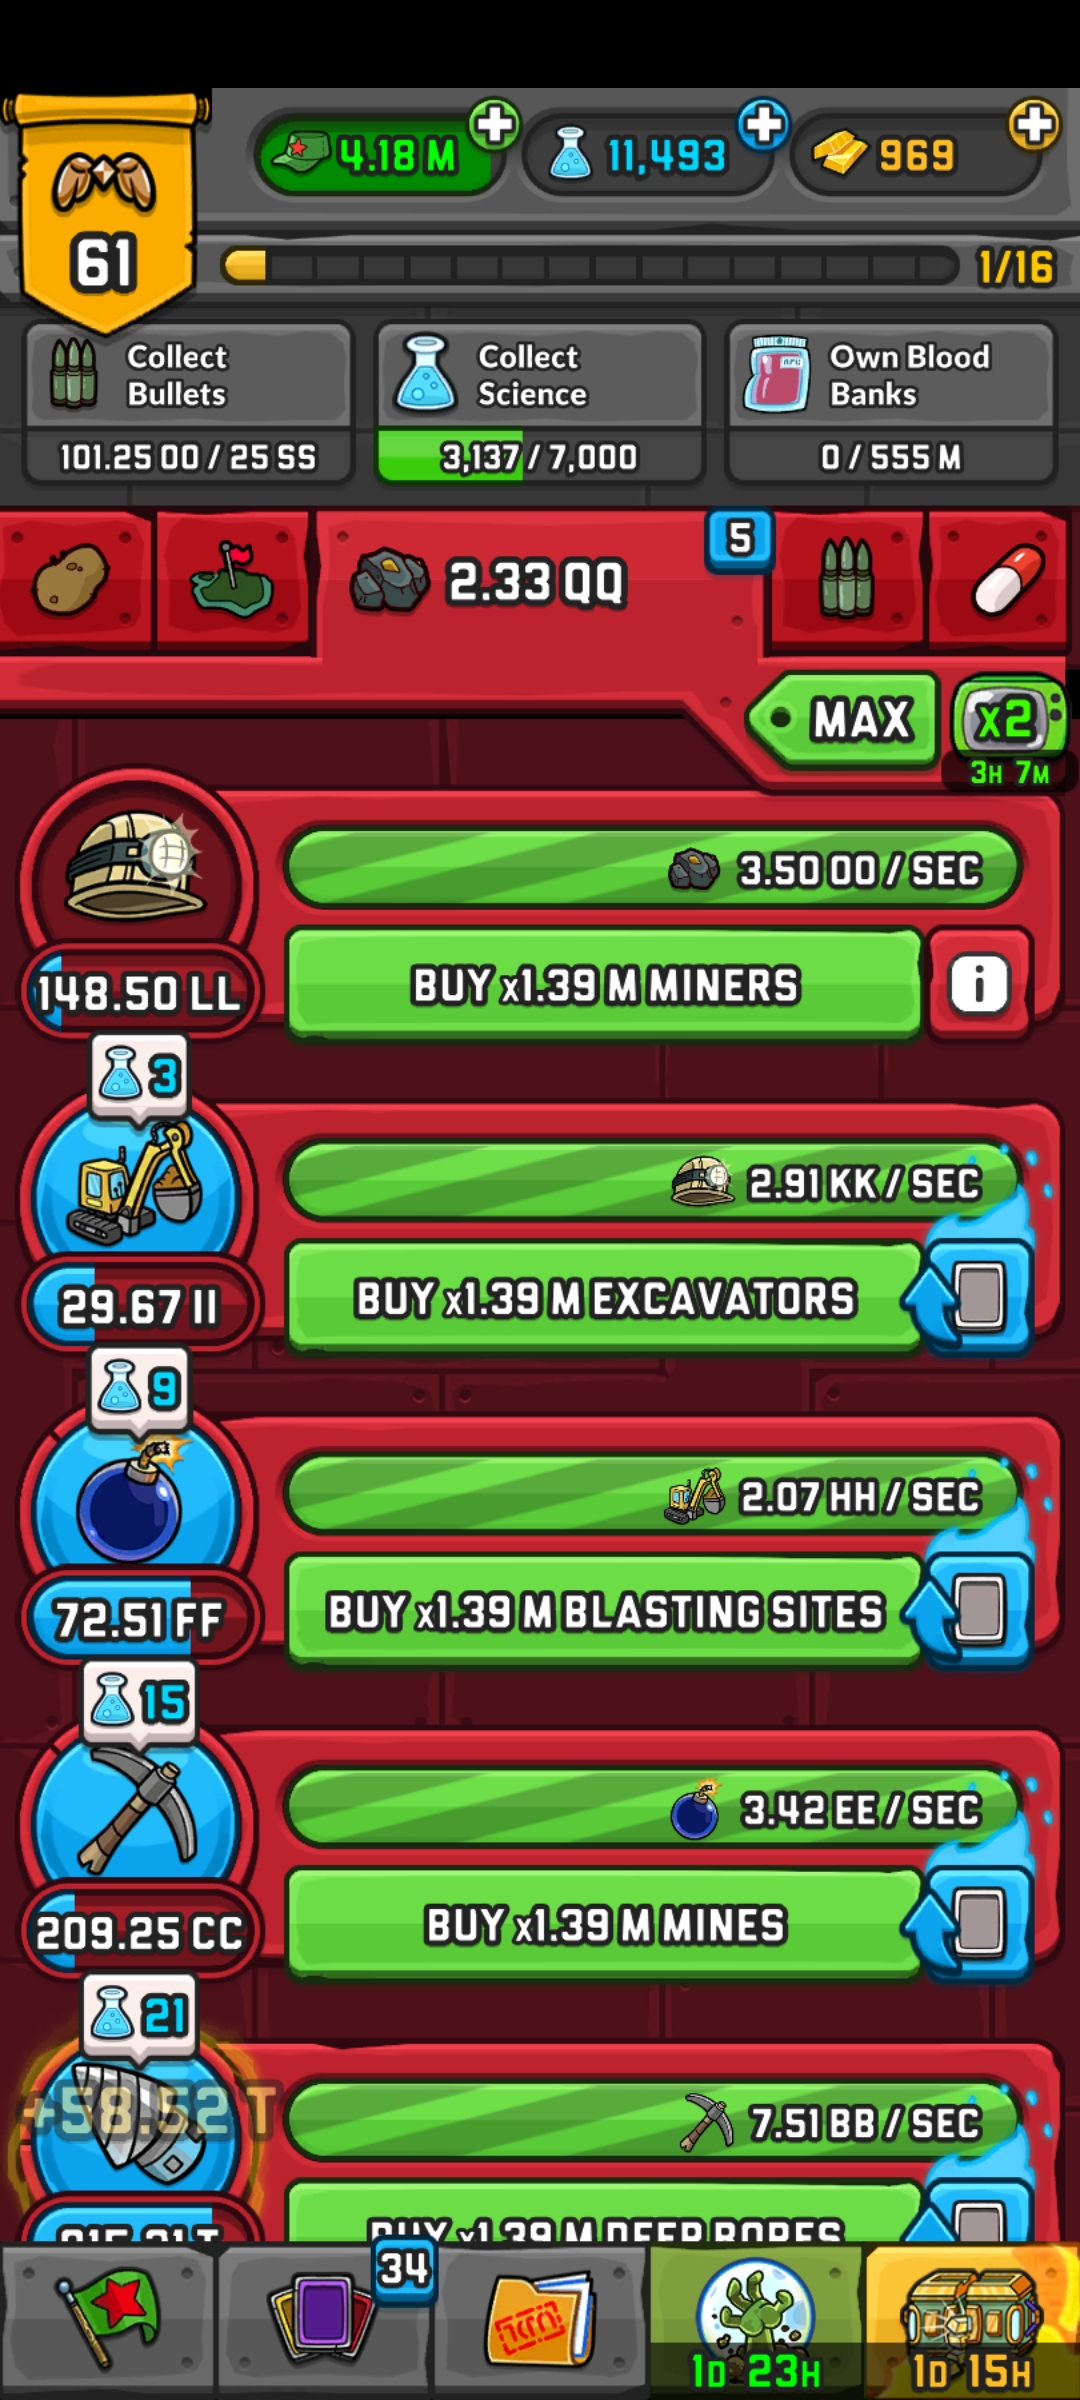 61
4.18 M
11,493
969
1/16
Collect
Bullets
101.25 OO / 25 SS
Collect
Science
3,137 / 7,000
Own Blood
Banks
0 / 555 M
2.33 QQ
5
MAX
x2
3H 7M
3.50 OO / SEC
148.50 LL
BUY x1.39 M MINERS
i
3
2.91 KK / SEC
29.67 II
BUY x1.39 M EXCAVATORS
9
2.07 HH / SEC
72.51 FF
BUY x1.39 M BLASTING SITES
15
3.42 EE / SEC
209.25 CC
BUY x1.39 M MINES
21
+58.52 T
7.51 BB / SEC
BUY x1.39 M DEEP BORES
34
1D 23H
1D 15H